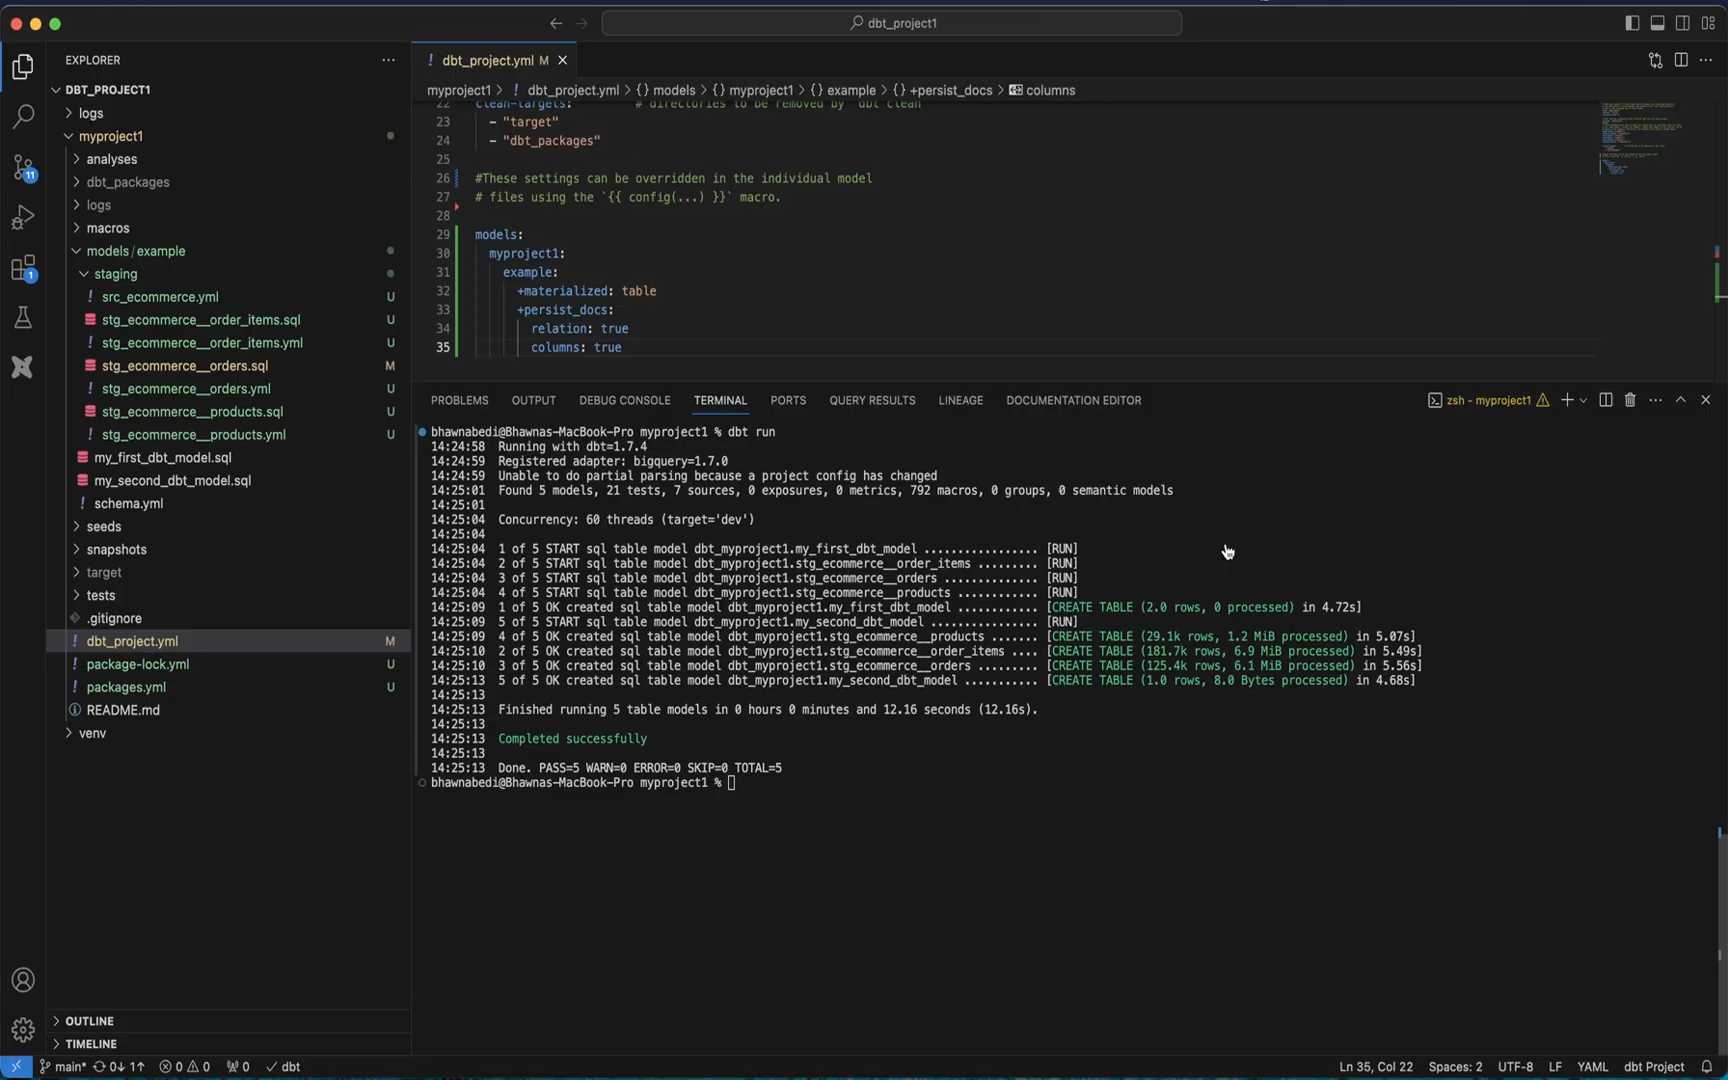 dbt_project1
EXPLORER
DBT_PROJECT1
logs
myproject1
analyses
dbt_packages
logs
macros
models/example
staging
! src_ecommerce.yml U
stg_ecommerce__order_items.sql U
! stg_ecommerce__order_items.yml U
stg_ecommerce__orders.sql M
! stg_ecommerce__orders.yml U
stg_ecommerce__products.sql U
! stg_ecommerce__products.yml U
my_first_dbt_model.sql
my_second_dbt_model.sql
! schema.yml
seeds
snapshots
target
tests
.gitignore
! dbt_project.yml M
! package-lock.yml U
! packages.yml U
README.md
venv
OUTLINE
TIMELINE
11
1
! dbt_project.yml M
myproject1 > ! dbt_project.yml > {} models > {} myproject1 > {} example > {} +persist_docs > columns
22 clean-targets: # directories to be removed by `dbt clean`
23 - "target"
24 - "dbt_packages"
25
26 #These settings can be overridden in the individual model
27 # files using the `{{ config(...) }}` macro.
28
29 models:
30 myproject1:
31 example:
32 +materialized: table
33 +persist_docs:
34 relation: true
35 columns: true
PROBLEMS OUTPUT DEBUG CONSOLE TERMINAL PORTS QUERY RESULTS LINEAGE DOCUMENTATION EDITOR zsh - myproject1
bhawnabedi@Bhawnas-MacBook-Pro myproject1 % dbt run
14:24:58 Running with dbt=1.7.4
14:24:59 Registered adapter: bigquery=1.7.0
14:24:59 Unable to do partial parsing because a project config has changed
14:25:01 Found 5 models, 21 tests, 7 sources, 0 exposures, 0 metrics, 792 macros, 0 groups, 0 semantic models
14:25:01
14:25:04 Concurrency: 60 threads (target='dev')
14:25:04
14:25:04 1 of 5 START sql table model dbt_myproject1.my_first_dbt_model ................. [RUN]
14:25:04 2 of 5 START sql table model dbt_myproject1.stg_ecommerce__order_items ......... [RUN]
14:25:04 3 of 5 START sql table model dbt_myproject1.stg_ecommerce__orders .............. [RUN]
14:25:04 4 of 5 START sql table model dbt_myproject1.stg_ecommerce__products ............ [RUN]
14:25:09 1 of 5 OK created sql table model dbt_myproject1.my_first_dbt_model ............ [CREATE TABLE (2.0 rows, 0 processed) in 4.72s]
14:25:09 5 of 5 START sql table model dbt_myproject1.my_second_dbt_model ................ [RUN]
14:25:09 4 of 5 OK created sql table model dbt_myproject1.stg_ecommerce__products ....... [CREATE TABLE (29.1k rows, 1.2 MiB processed) in 5.07s]
14:25:10 2 of 5 OK created sql table model dbt_myproject1.stg_ecommerce__order_items .... [CREATE TABLE (181.7k rows, 6.9 MiB processed) in 5.49s]
14:25:10 3 of 5 OK created sql table model dbt_myproject1.stg_ecommerce__orders ......... [CREATE TABLE (125.4k rows, 6.1 MiB processed) in 5.56s]
14:25:13 5 of 5 OK created sql table model dbt_myproject1.my_second_dbt_model ........... [CREATE TABLE (1.0 rows, 8.0 Bytes processed) in 4.68s]
14:25:13
14:25:13 Finished running 5 table models in 0 hours 0 minutes and 12.16 seconds (12.16s).
14:25:13
14:25:13 Completed successfully
14:25:13
14:25:13 Done. PASS=5 WARN=0 ERROR=0 SKIP=0 TOTAL=5
bhawnabedi@Bhawnas-MacBook-Pro myproject1 %
main* 0↓ 1↑ 0 0 0 dbt Ln 35, Col 22 Spaces: 2 UTF-8 LF YAML dbt Project